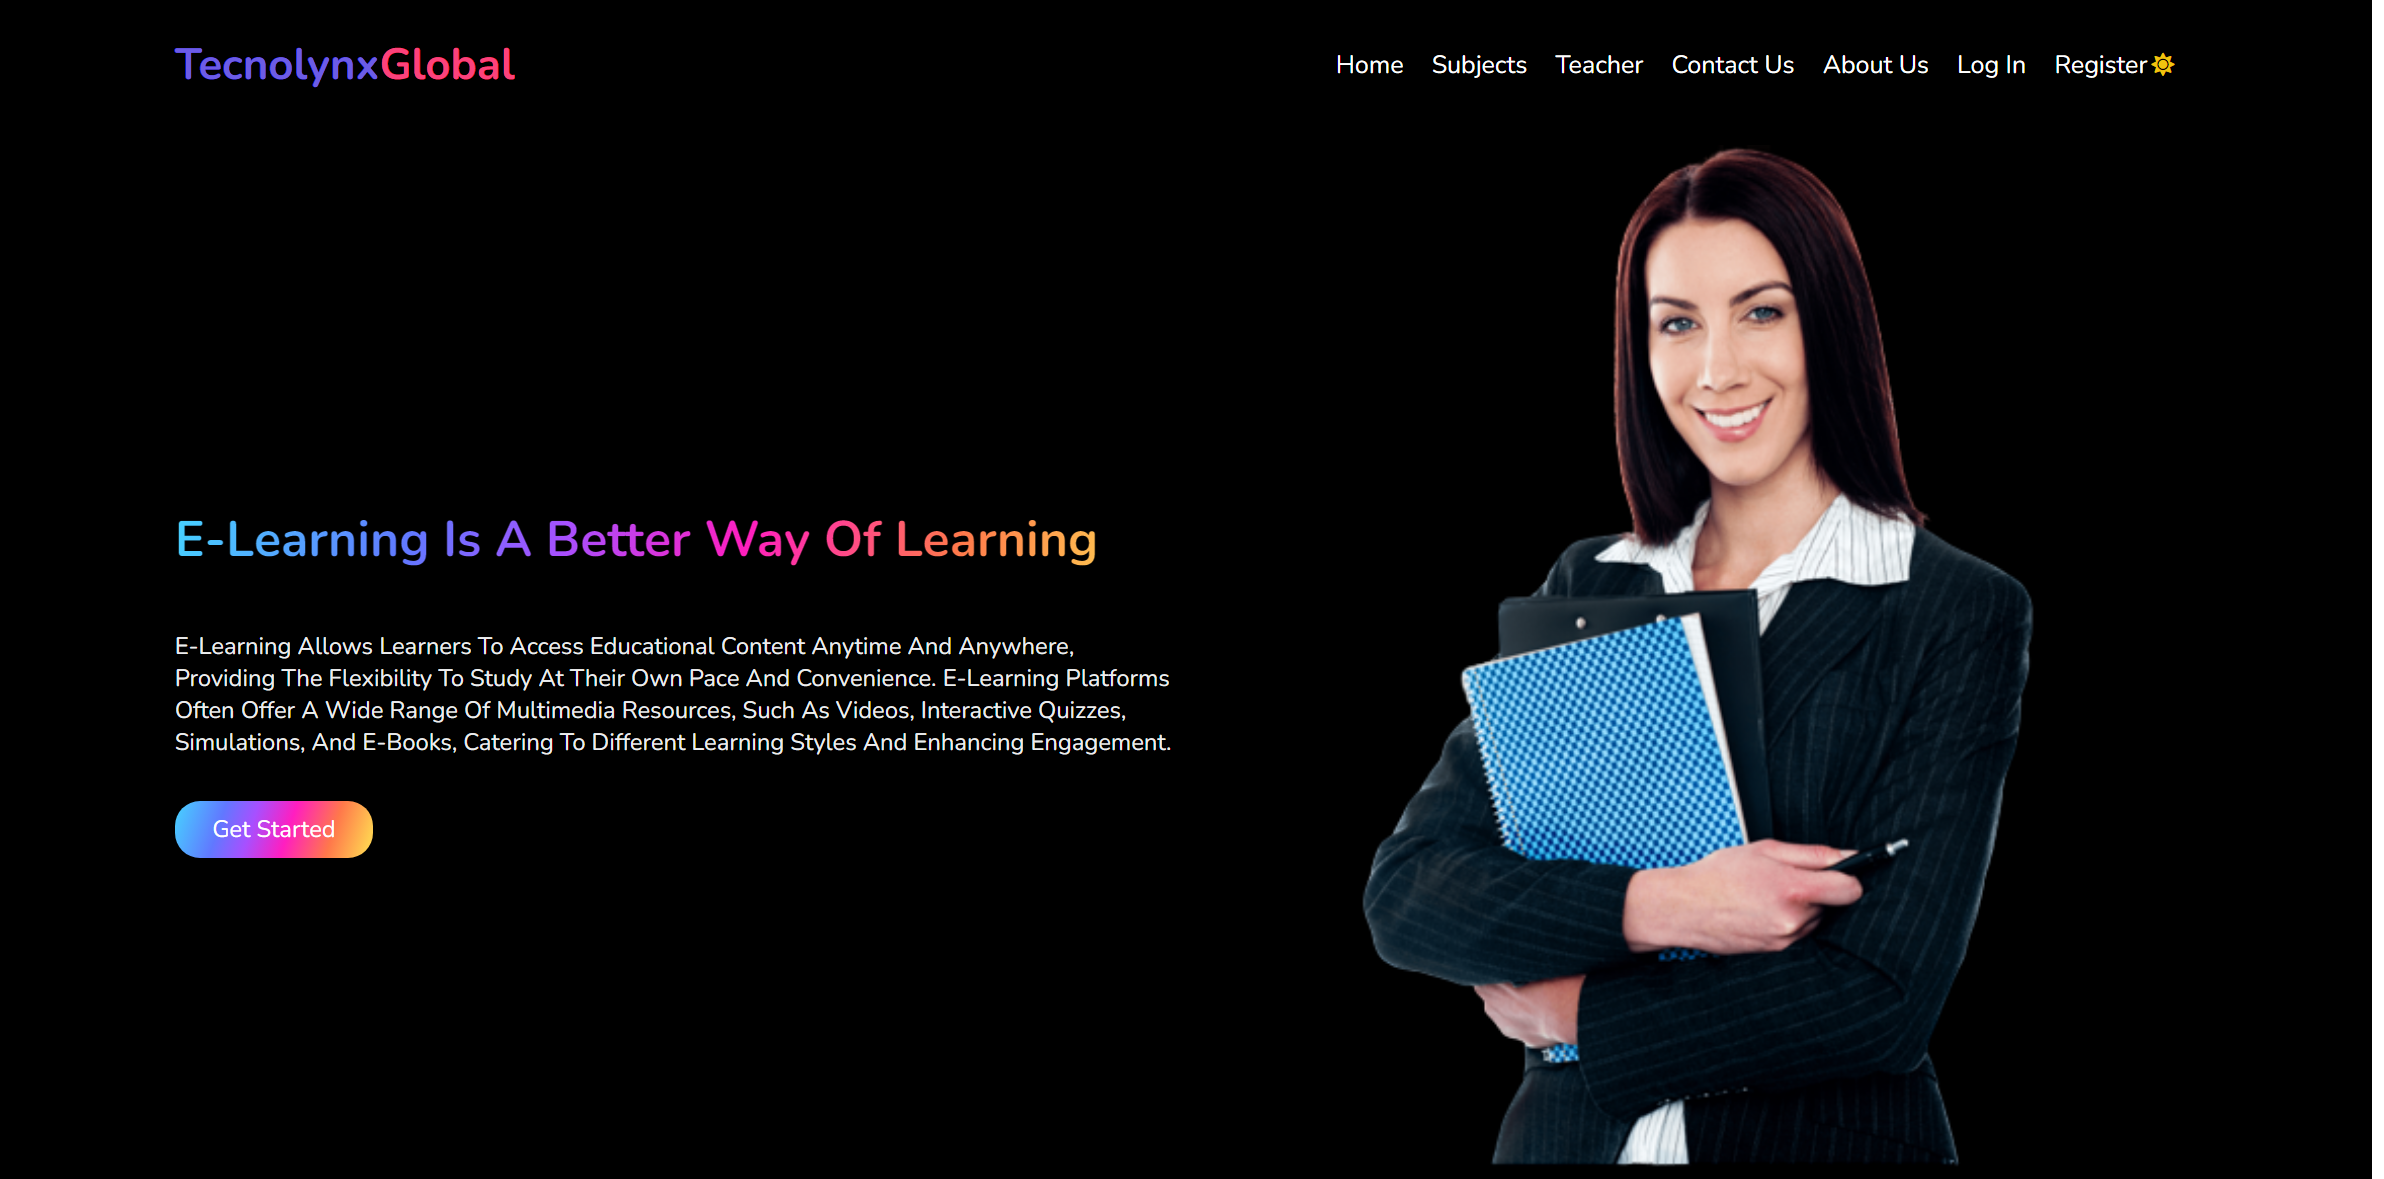 TecnolynxGlobal
Home Subjects Teacher Contact Us About Us Log In Register
E-Learning Is A Better Way Of Learning
E-Learning Allows Learners To Access Educational Content Anytime And Anywhere,
Providing The Flexibility To Study At Their Own Pace And Convenience. E-Learning Platforms
Often Offer A Wide Range Of Multimedia Resources, Such As Videos, Interactive Quizzes,
Simulations, And E-Books, Catering To Different Learning Styles And Enhancing Engagement.
Get Started